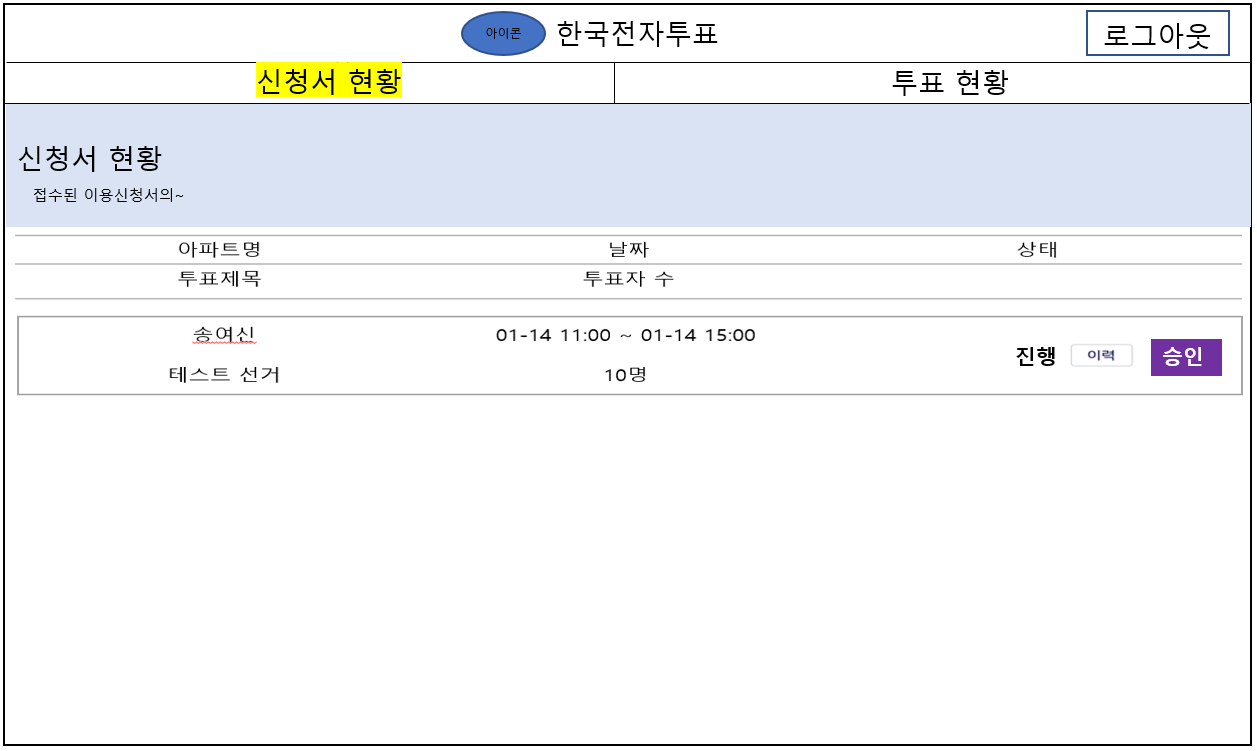 아이콘 한국전자투표 로그아웃
신청서 현황 투표 현황
신청서 현황
접수된 이용신청서의~
아파트명 날짜 상태
투표제목 투표자 수
송여신 01-14 11:00 ~ 01-14 15:00
진행 이력 승인
테스트 선거 10명